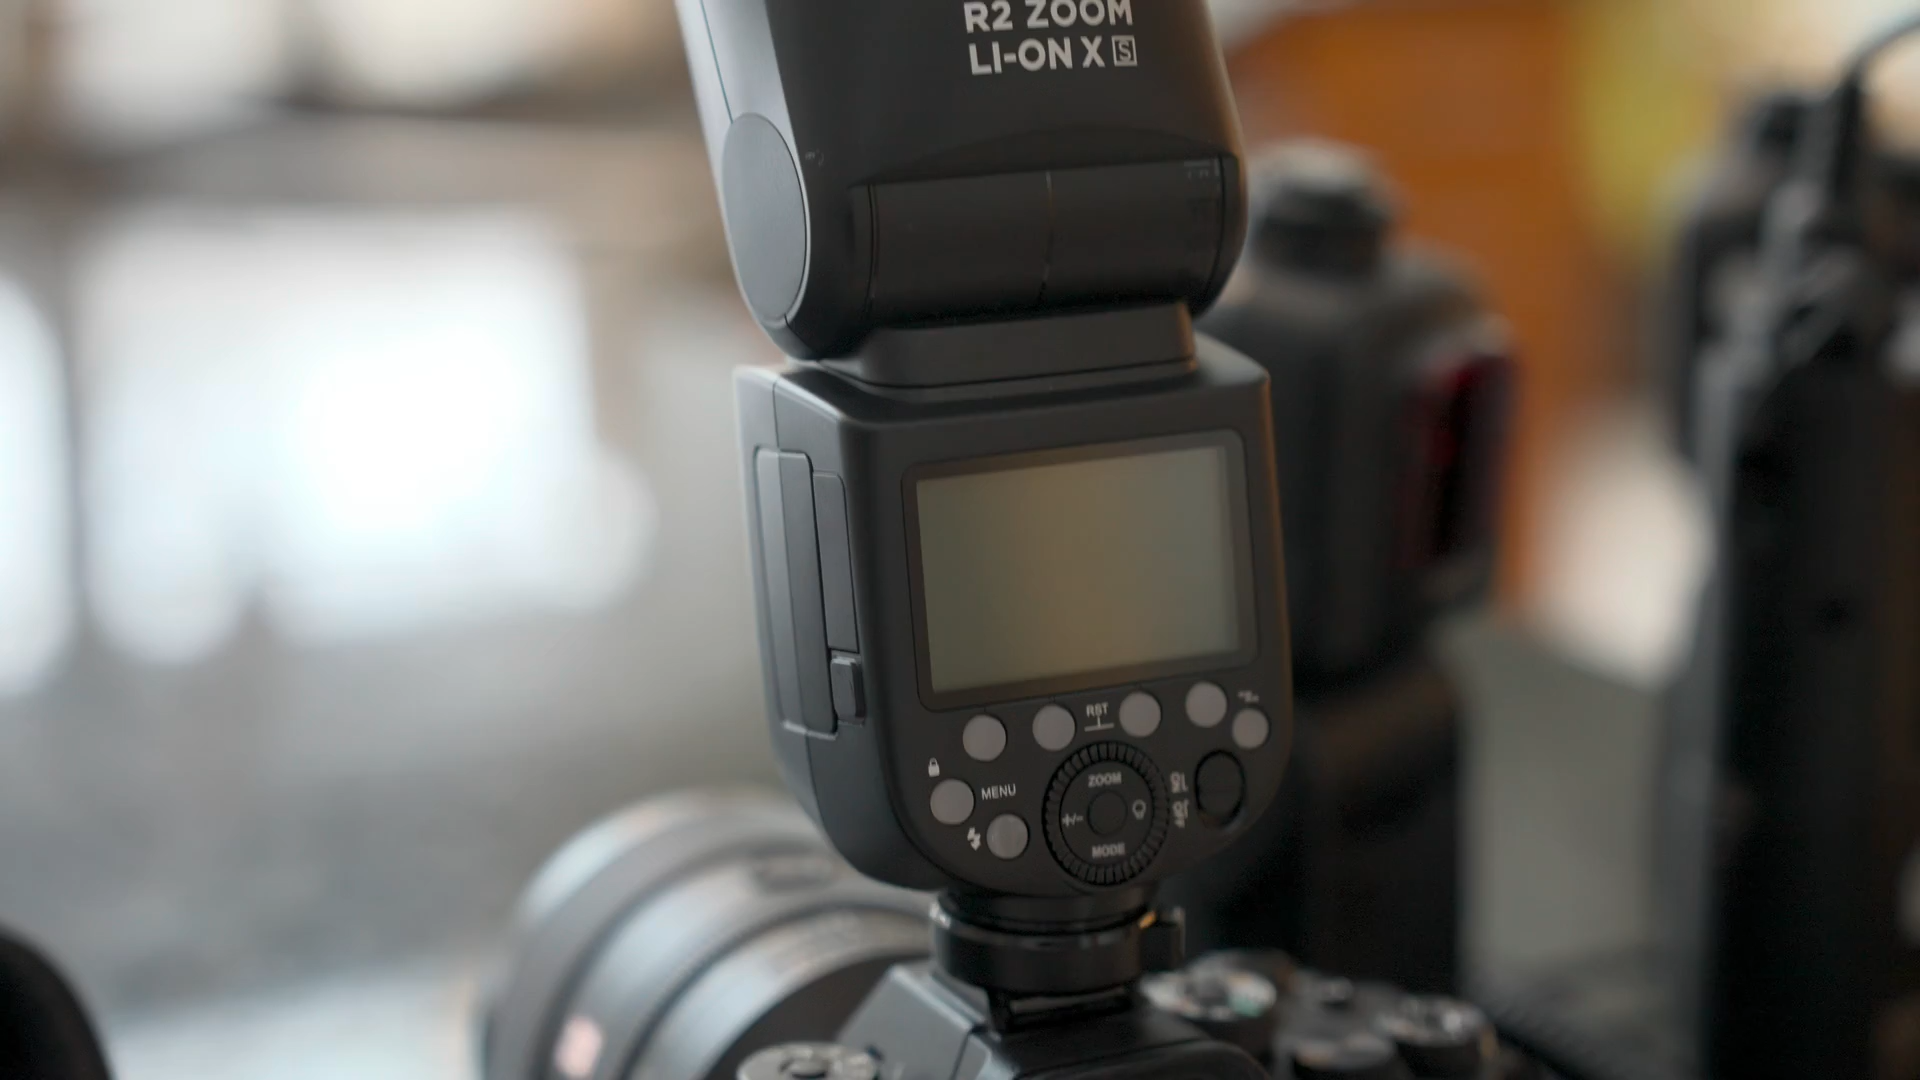 R2 ZOOM
LI-ON X S
RST
MENU
ZOOM
+/-
MODE